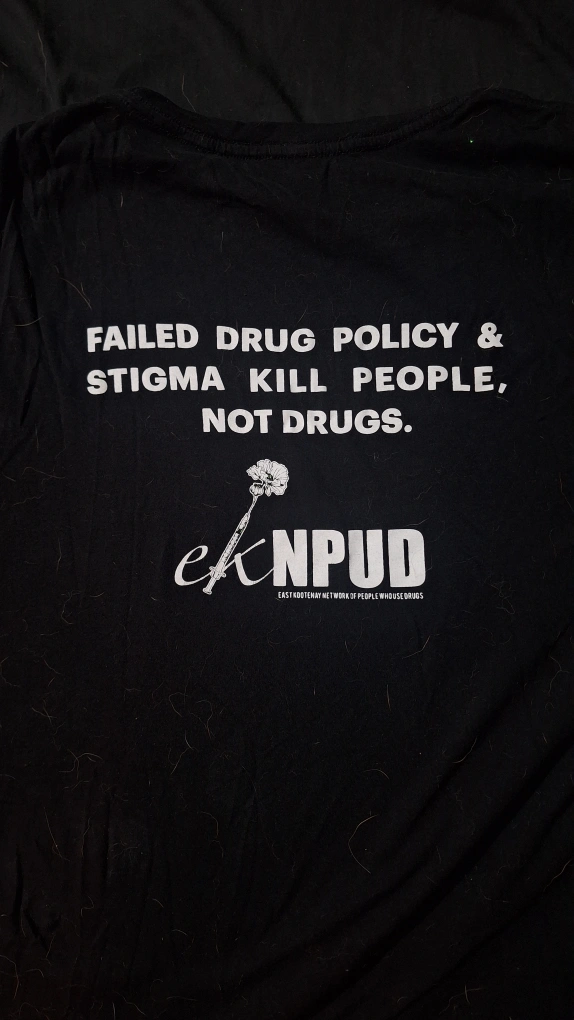 FAILED DRUG POLICY &
STIGMA KILL PEOPLE,
NOT DRUGS.
ekNPUD
EAST KOOTENAY NETWORK OF PEOPLE WHO USE DRUGS